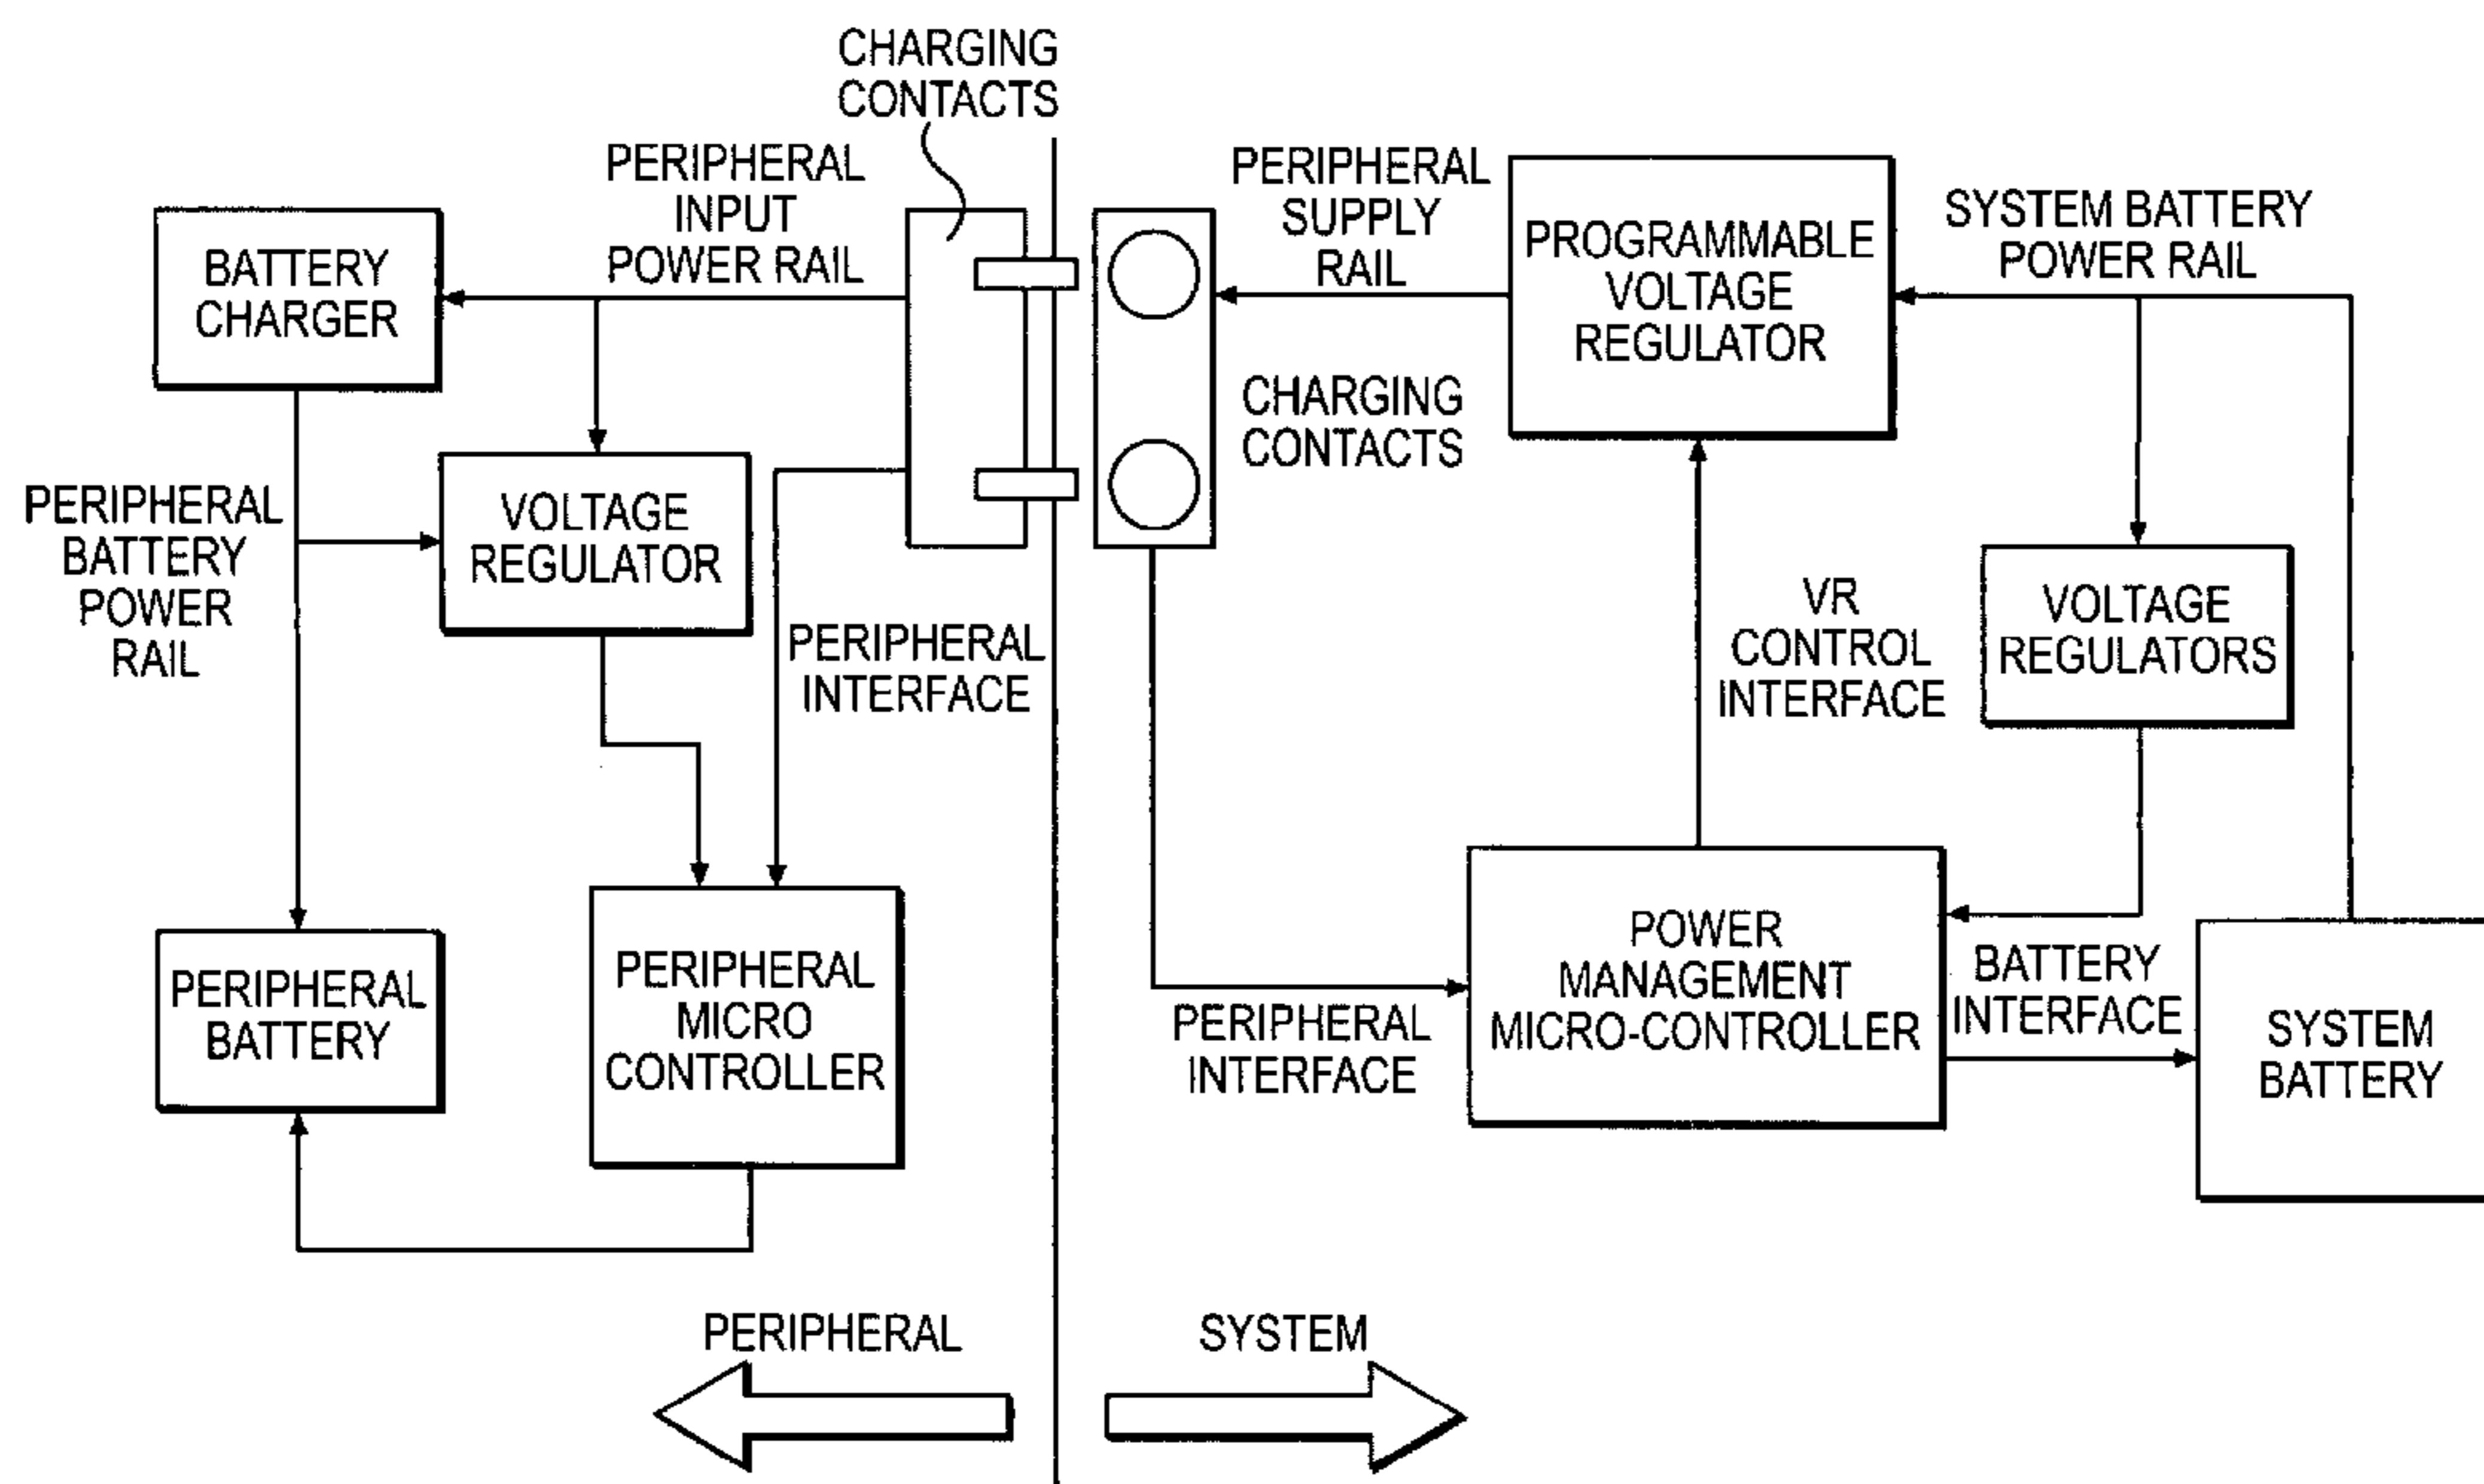 CHARGING
CONTACTS
PERIPHERAL
INPUT
POWER RAIL
PERIPHERAL
SUPPLY
RAIL
SYSTEM BATTERY
POWER RAIL
BATTERY
CHARGER
PROGRAMMABLE
VOLTAGE
REGULATOR
CHARGING
CONTACTS
PERIPHERAL
BATTERY
POWER
RAIL
VOLTAGE
REGULATOR
PERIPHERAL
INTERFACE
VR
CONTROL
INTERFACE
VOLTAGE
REGULATORS
PERIPHERAL
BATTERY
PERIPHERAL
MICRO
CONTROLLER
PERIPHERAL
INTERFACE
POWER
MANAGEMENT
MICRO-CONTROLLER
BATTERY
INTERFACE
SYSTEM
BATTERY
PERIPHERAL
SYSTEM